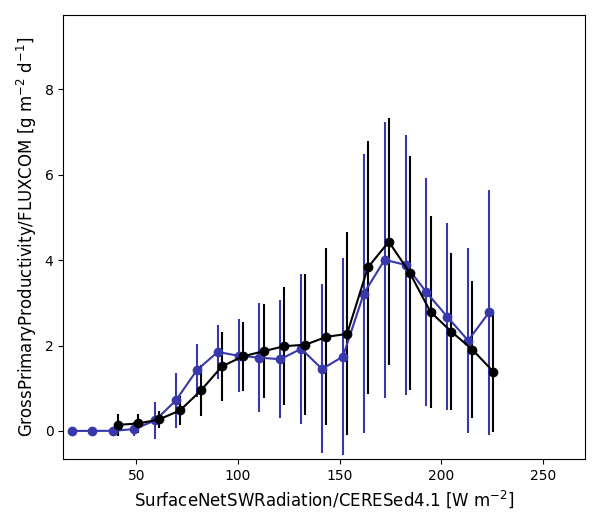 GrossPrimaryProductivity/FLUXCOM [g m⁻² d⁻¹]
8
6
4
2
0
50 100 150 200 250
SurfaceNetSWRadiation/CERESed4.1 [W m⁻²]